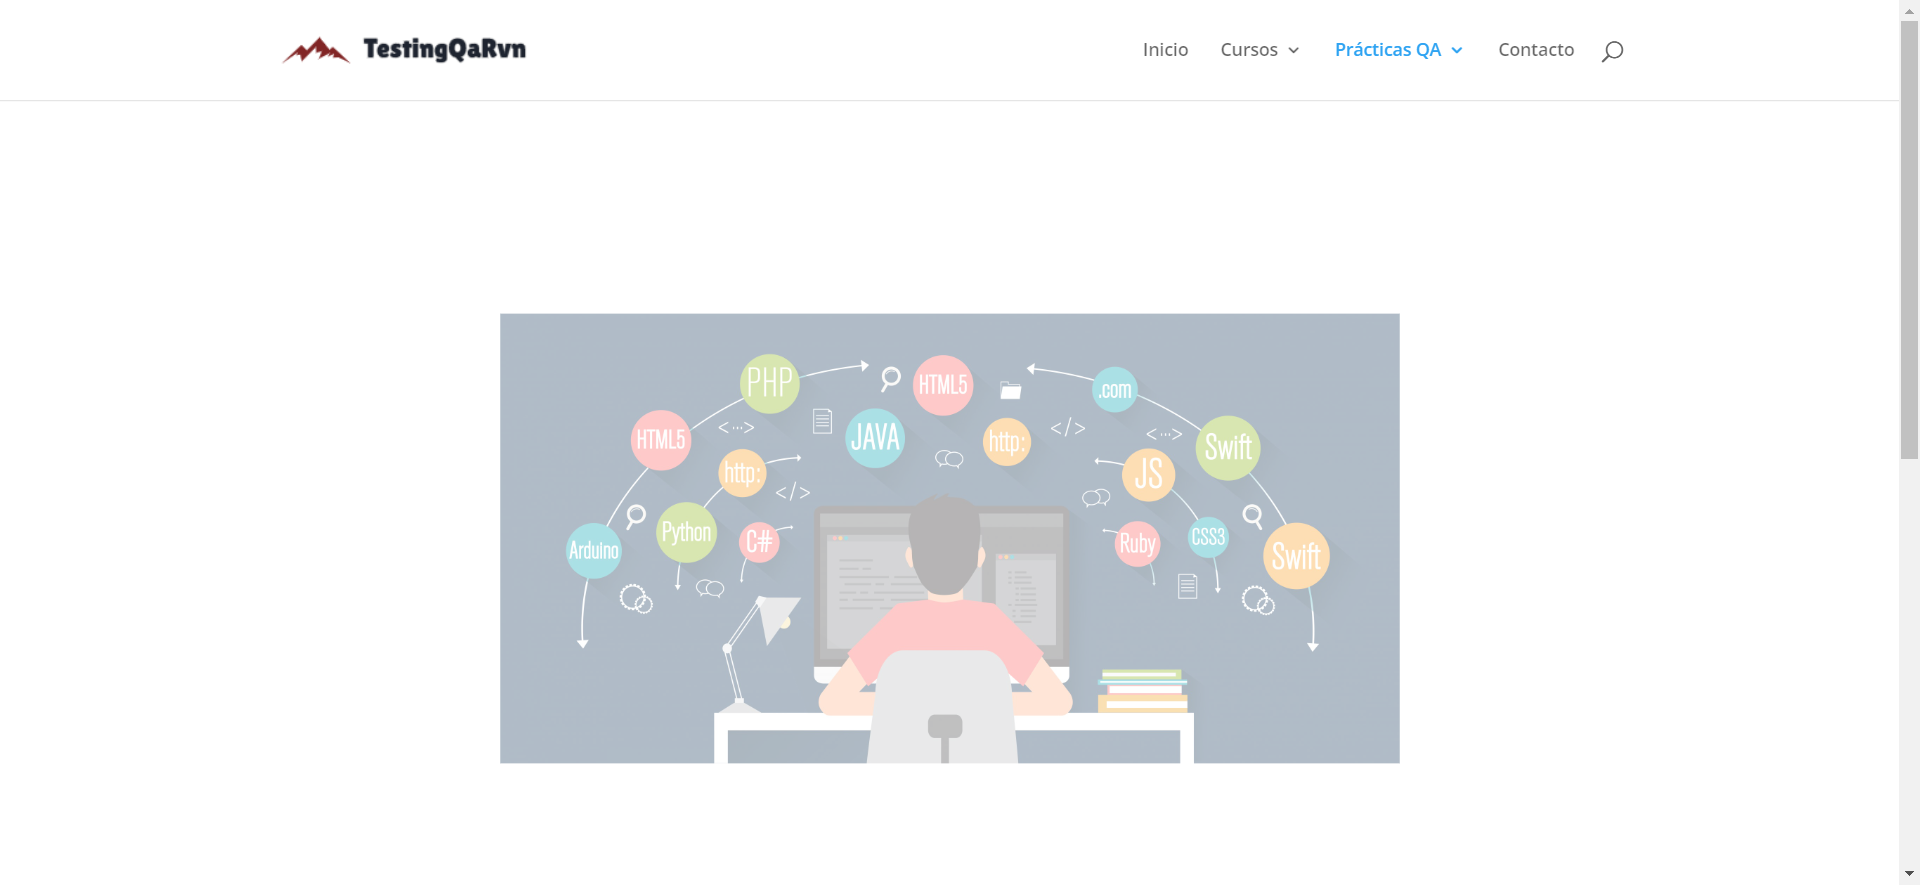 TestingQaRvn
Inicio Cursos Prácticas QA Contacto
PHP
HTML5
.com
HTML5
JAVA
http:
Swift
http:
JS
Arduino
Python
C#
Ruby
CSS3
Swift